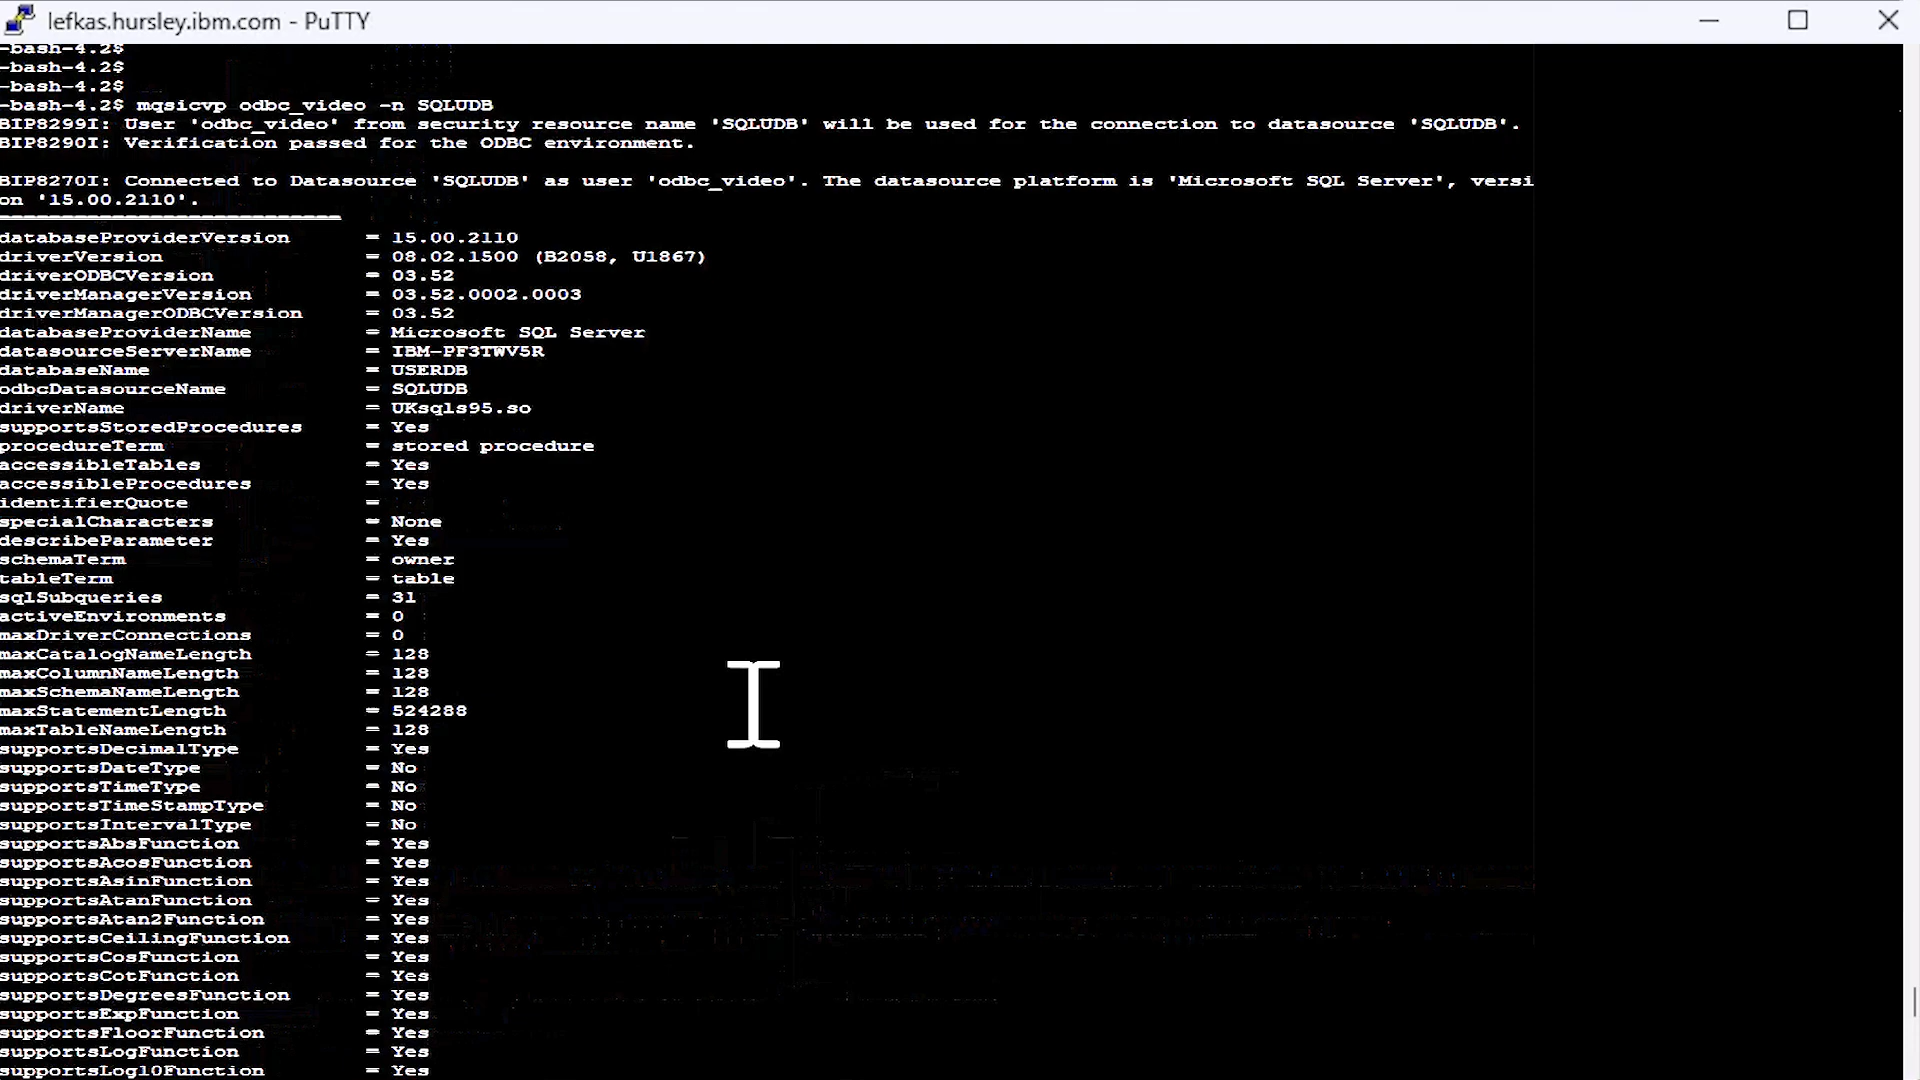 lefkas.hursley.ibm.com - PuTTY
-bash-4.2$
-bash-4.2$
-bash-4.2$
-bash-4.2$ mqsicvp odbc_video -n SQLUDB
BIP8299I: User 'odbc_video' from security resource name 'SQLUDB' will be used for the connection to datasource 'SQLUDB'.
BIP8290I: Verification passed for the ODBC environment.
BIP8270I: Connected to Datasource 'SQLUDB' as user 'odbc_video'. The datasource platform is 'Microsoft SQL Server', versi
on '15.00.2110'.
===========================
databaseProviderVersion = 15.00.2110
driverVersion = 08.02.1500 (B2058, U1867)
driverODBCVersion = 03.52
driverManagerVersion = 03.52.0002.0003
driverManagerODBCVersion = 03.52
databaseProviderName = Microsoft SQL Server
datasourceServerName = IBM-PF3TWV5R
databaseName = USERDB
odbcDatasourceName = SQLUDB
driverName = UKsqls95.so
supportsStoredProcedures = Yes
procedureTerm = stored procedure
accessibleTables = Yes
accessibleProcedures = Yes
identifierQuote =
specialCharacters = None
describeParameter = Yes
schemaTerm = owner
tableTerm = table
sqlSubqueries = 31
activeEnvironments = 0
maxDriverConnections = 0
maxCatalogNameLength = 128
maxColumnNameLength = 128
maxSchemaNameLength = 128
maxStatementLength = 524288
maxTableNameLength = 128
supportsDecimalType = Yes
supportsDateType = No
supportsTimeType = No
supportsTimeStampType = No
supportsIntervalType = No
supportsAbsFunction = Yes
supportsAcosFunction = Yes
supportsAsinFunction = Yes
supportsAtanFunction = Yes
supportsAtan2Function = Yes
supportsCeilingFunction = Yes
supportsCosFunction = Yes
supportsCotFunction = Yes
supportsDegreesFunction = Yes
supportsExpFunction = Yes
supportsFloorFunction = Yes
supportsLogFunction = Yes
supportsLog10Function = Yes